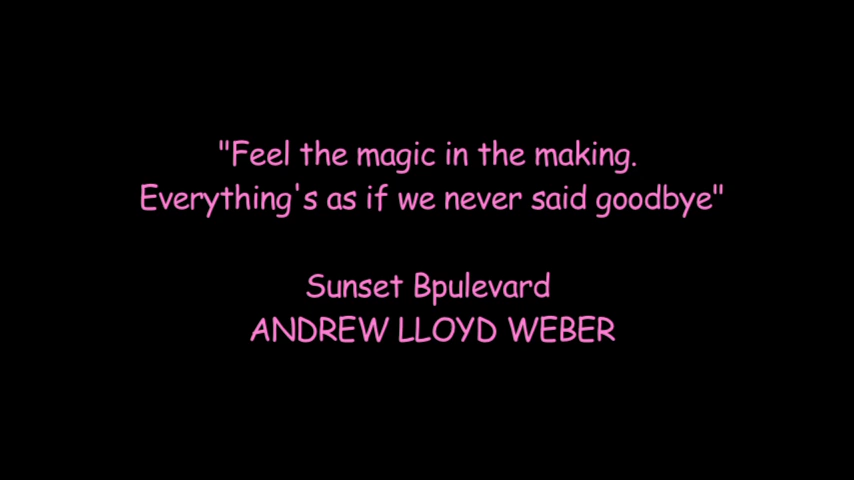 "Feel the magic in the making.
Everything's as if we never said goodbye"
Sunset Bpulevard
ANDREW LLOYD WEBER